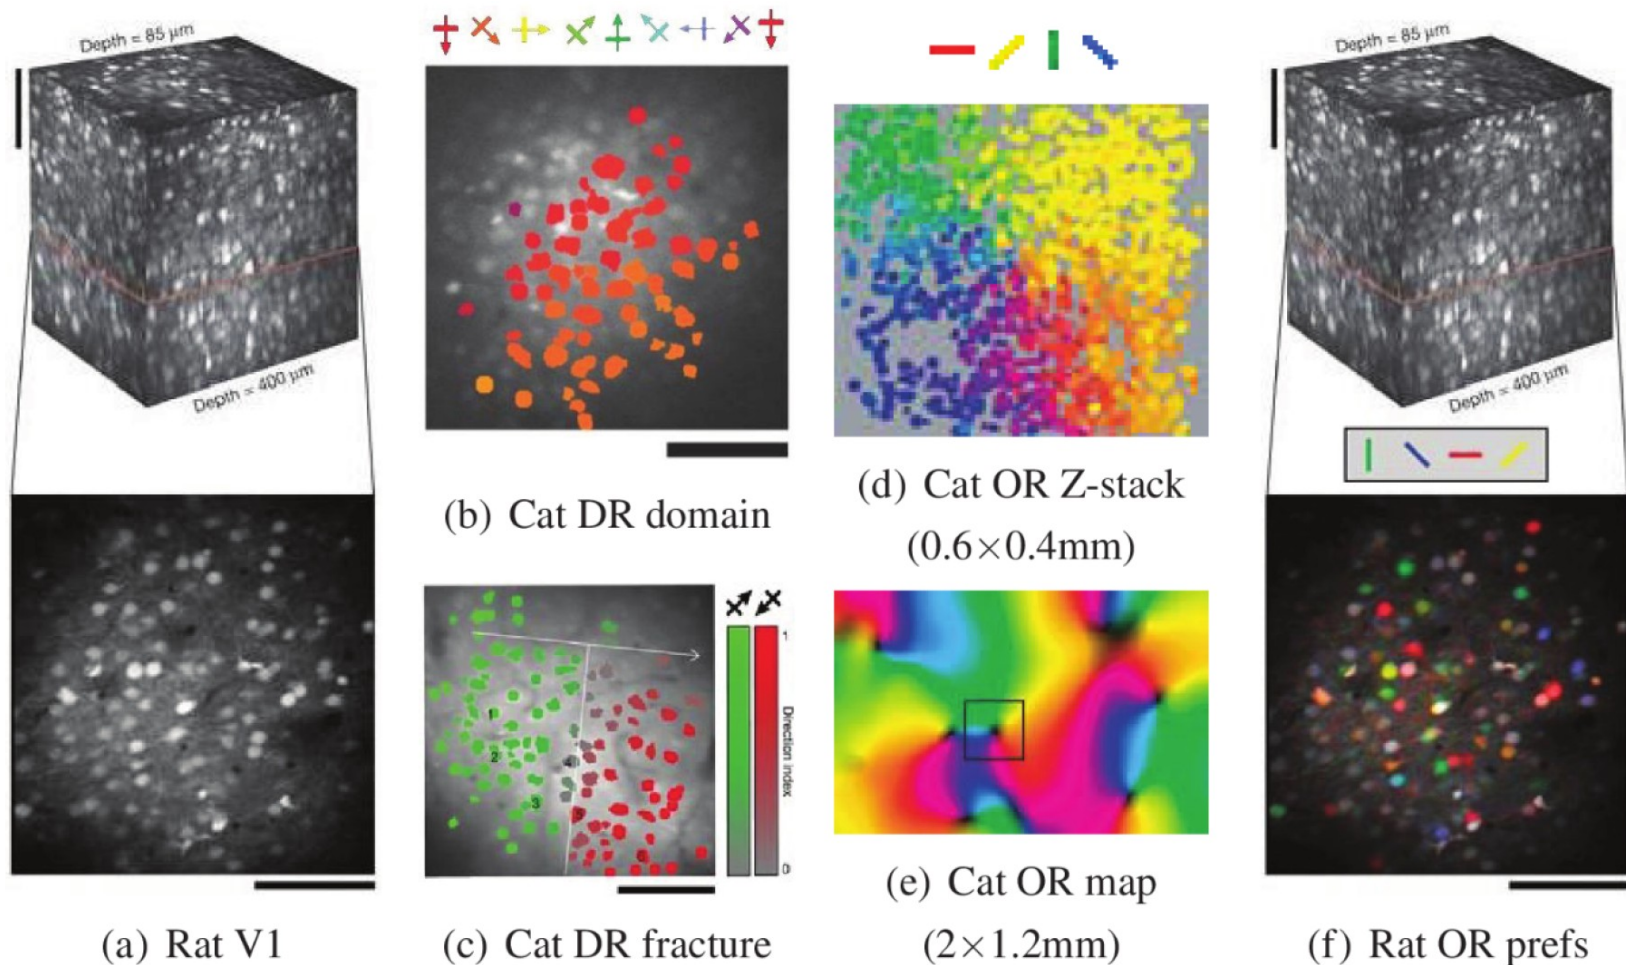 Depth = 85 µm
Depth = 400 µm
(a) Rat V1
(b) Cat DR domain
1
2
3
4
5
1
Direction index
0
(c) Cat DR fracture
(d) Cat OR Z-stack
(0.6×0.4mm)
(e) Cat OR map
(2×1.2mm)
Depth = 85 µm
Depth = 400 µm
(f) Rat OR prefs